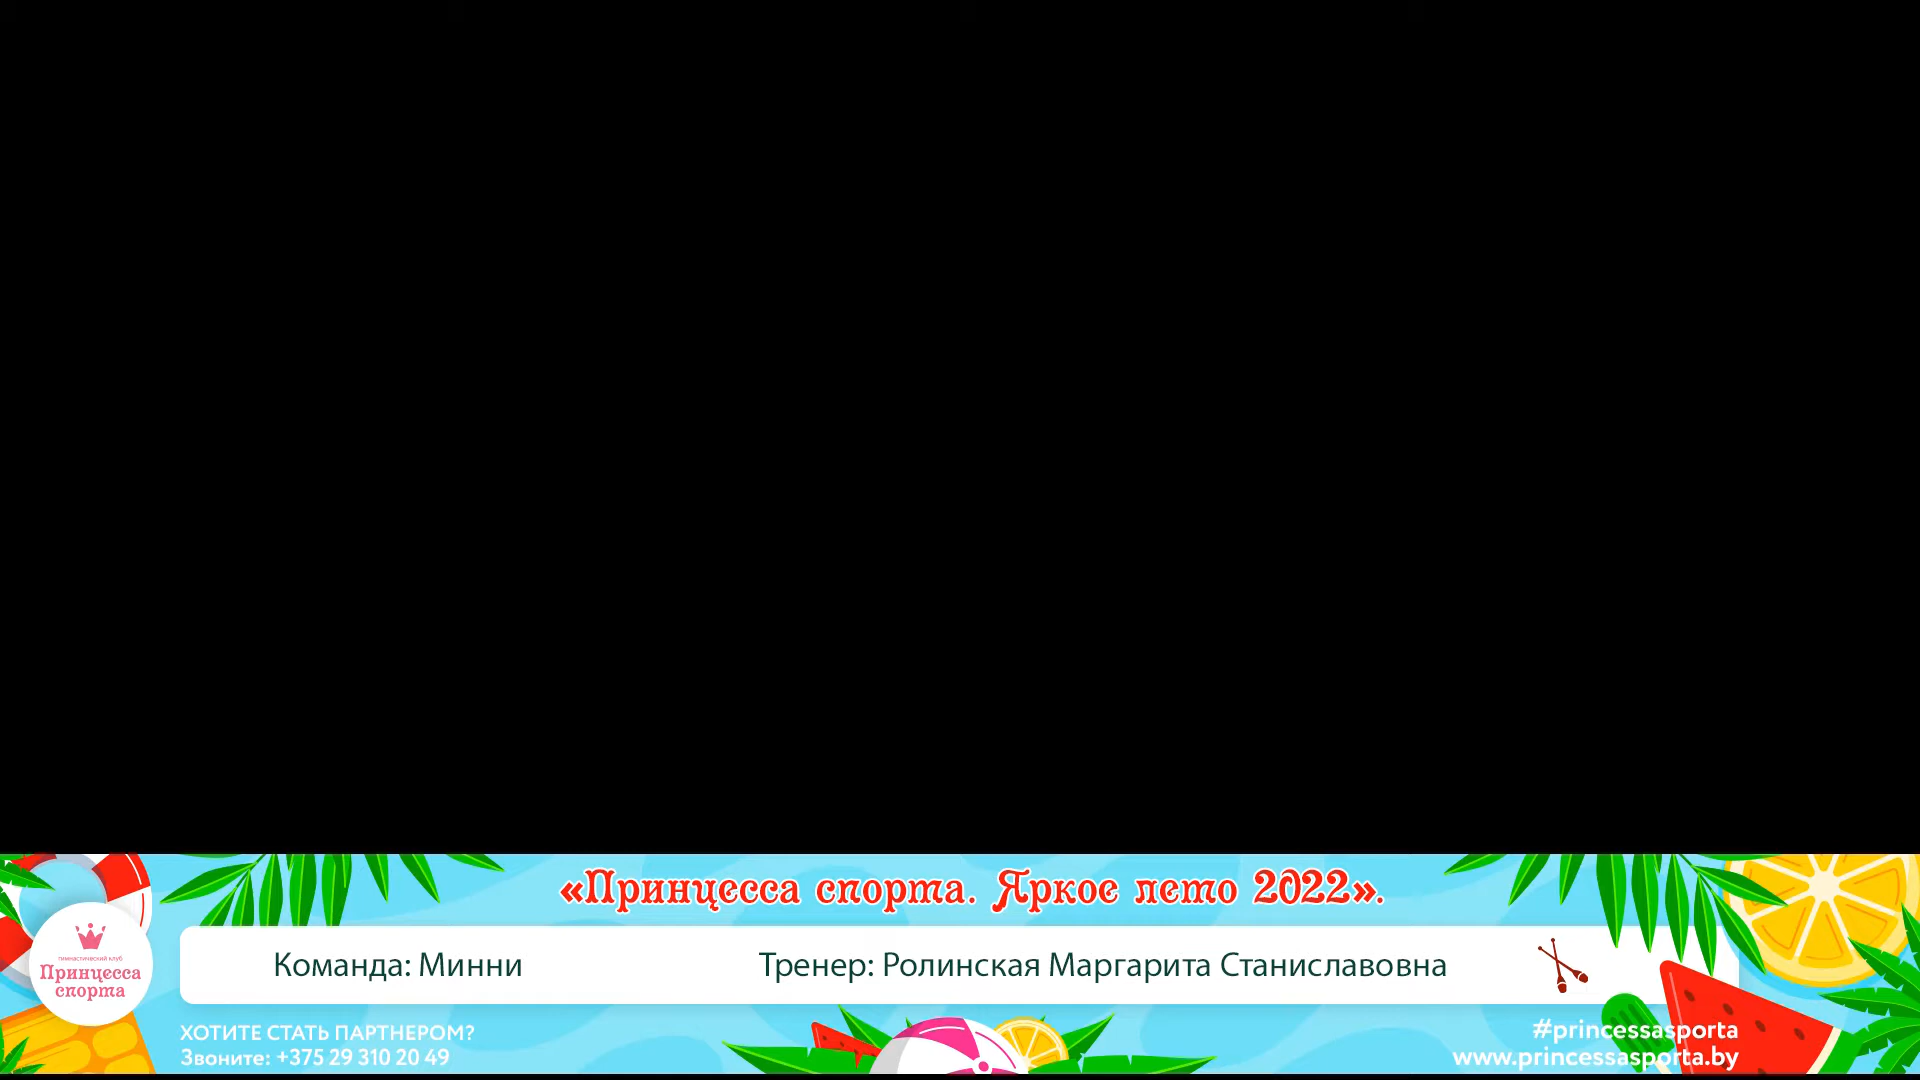 «Принцесса спорта. Яркое лето 2022».
гимнастический клуб
Принцесса
спорта
Команда: Минни
Тренер: Ролинская Маргарита Станиславовна
ХОТИТЕ СТАТЬ ПАРТНЕРОМ?
Звоните: +375 29 310 20 49
#princessasporta
www.princessasporta.by